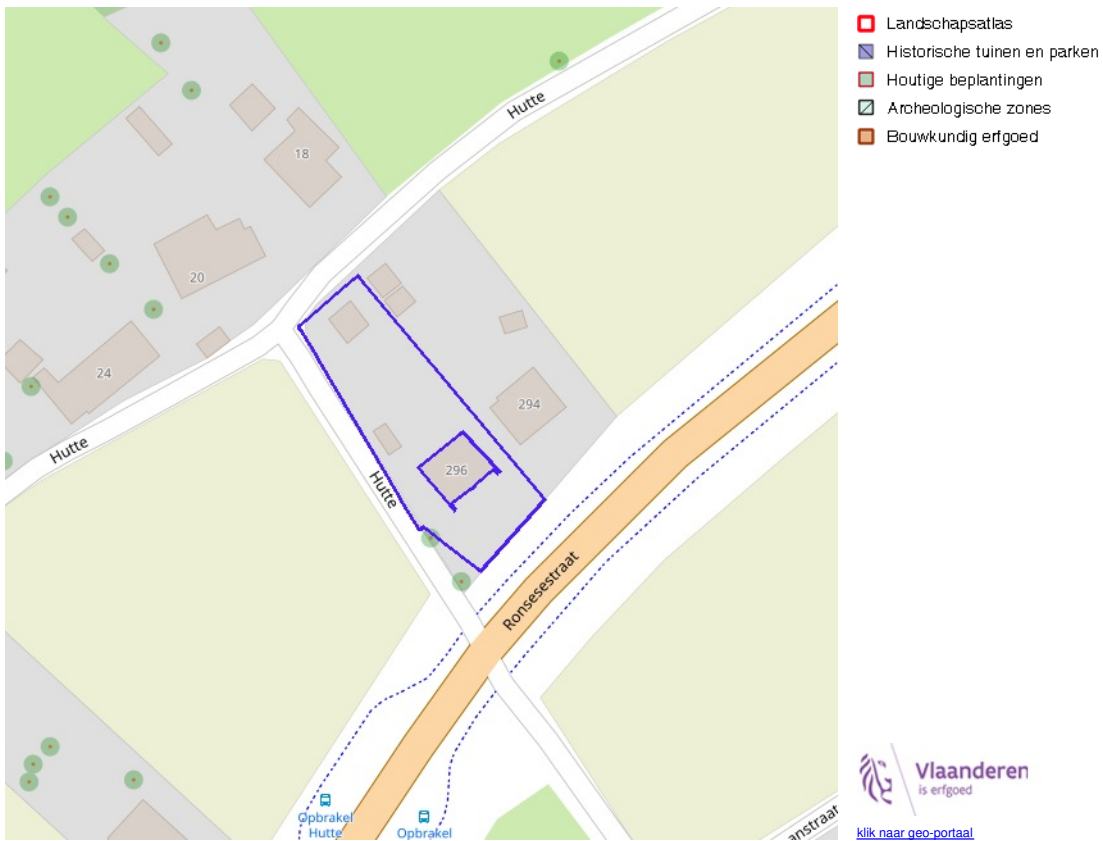 Landschapsatlas
Historische tuinen en parken
Houtige beplantingen
Archeologische zones
Bouwkundig erfgoed
Hutte
18
20
24
Hutte
294
296
Hutte
Ronsesestraat
Opbrakel
Hutte
Opbrakel
anstraat
Vlaanderen
is erfgoed
klik naar geo-portaal